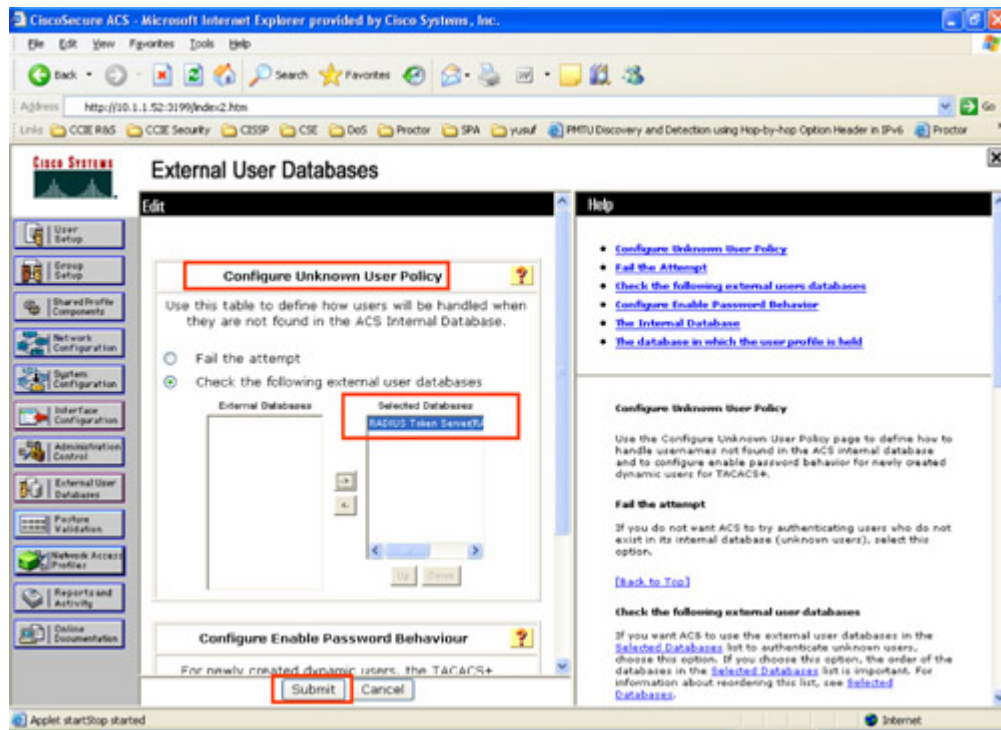 CiscoSecure ACS - Microsoft Internet Explorer provided by Cisco Systems, Inc.
File Edit View Favorites Tools Help
Back Search Favorites
Address http://10.1.1.52:3199/index2.htm Go
Links CCIE R&S CCIE Security CISSP CSE DoS Proctor SPA yusuf PMTU Discovery and Detection using Hop-by-hop Option Header in IPv6 Proctor
CISCO SYSTEMS
External User Databases
User Setup
Group Setup
Shared Profile Components
Network Configuration
System Configuration
Interface Configuration
Administration Control
External User Databases
Posture Validation
Network Access Profiles
Reports and Activity
Online Documentation
Edit
Configure Unknown User Policy
?
Use this table to define how users will be handled when
they are not found in the ACS Internal Database.
Fail the attempt
Check the following external user databases
External Databases
Selected Databases
RADIUS Token Server(RA
->
<-
Up Down
Configure Enable Password Behaviour
?
For newly created dynamic users, the TACACS+
Submit Cancel
Help
Configure Unknown User Policy
Fail the Attempt
Check the following external users databases
Configure Enable Password Behavior
The Internal Database
The database in which the user profile is held
Configure Unknown User Policy
Use the Configure Unknown User Policy page to define how to
handle usernames not found in the ACS internal database
and to configure enable password behavior for newly created
dynamic users for TACACS+.
Fail the attempt
If you do not want ACS to try authenticating users who do not
exist in its internal database (unknown users), select this
option.
[Back to Top]
Check the following external user databases
If you want ACS to use the external user databases in the
Selected Databases list to authenticate unknown users,
choose this option. If you choose this option, the order of the
databases in the Selected Databases list is important. For
information about reordering this list, see Selected
Databases.
Applet startStop started
Internet